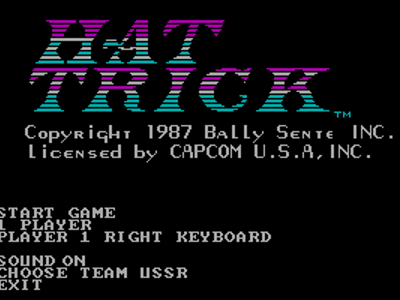 HAT
TRICK™
Copyright 1987 Bally Sente INC.
Licensed by CAPCOM U.S.A, INC.
START GAME
1 PLAYER
PLAYER 1 RIGHT KEYBOARD
SOUND ON
CHOOSE TEAM USSR
EXIT